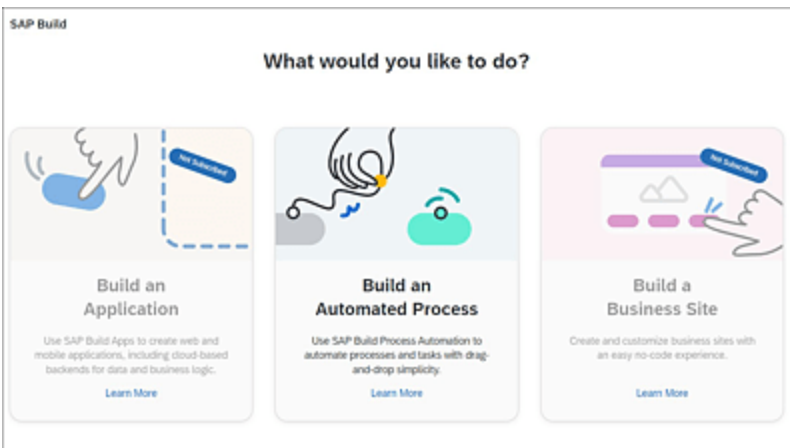 SAP Build
What would you like to do?
Not Subscribed
Build an
Application
Use SAP Build Apps to create web and
mobile applications, including cloud-based
backends for data and business logic.
Learn More
Build an
Automated Process
Use SAP Build Process Automation to
automate processes and tasks with drag-
and-drop simplicity.
Learn More
Not Subscribed
Build a
Business Site
Create and customize business sites with
an easy no-code experience.
Learn More